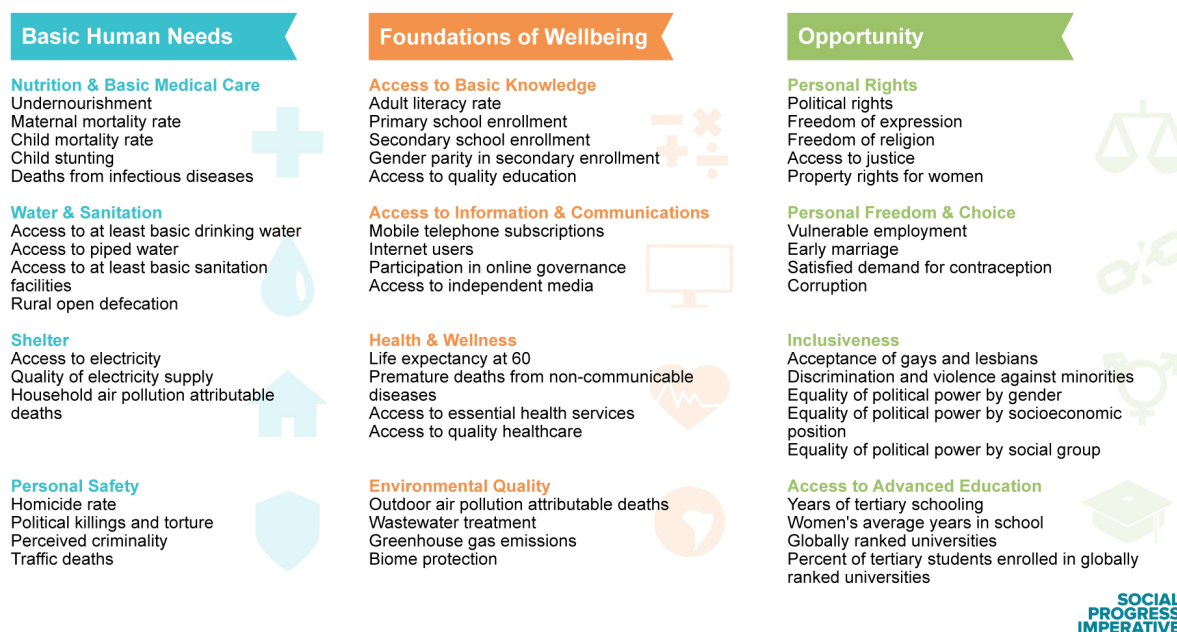 Basic Human Needs
Nutrition & Basic Medical Care
Undernourishment
Maternal mortality rate
Child mortality rate
Child stunting
Deaths from infectious diseases
Water & Sanitation
Access to at least basic drinking water
Access to piped water
Access to at least basic sanitation
facilities
Rural open defecation
Shelter
Access to electricity
Quality of electricity supply
Household air pollution attributable
deaths
Personal Safety
Homicide rate
Political killings and torture
Perceived criminality
Traffic deaths
Foundations of Wellbeing
Access to Basic Knowledge
Adult literacy rate
Primary school enrollment
Secondary school enrollment
Gender parity in secondary enrollment
Access to quality education
Access to Information & Communications
Mobile telephone subscriptions
Internet users
Participation in online governance
Access to independent media
Health & Wellness
Life expectancy at 60
Premature deaths from non-communicable
diseases
Access to essential health services
Access to quality healthcare
Environmental Quality
Outdoor air pollution attributable deaths
Wastewater treatment
Greenhouse gas emissions
Biome protection
Opportunity
Personal Rights
Political rights
Freedom of expression
Freedom of religion
Access to justice
Property rights for women
Personal Freedom & Choice
Vulnerable employment
Early marriage
Satisfied demand for contraception
Corruption
Inclusiveness
Acceptance of gays and lesbians
Discrimination and violence against minorities
Equality of political power by gender
Equality of political power by socioeconomic
position
Equality of political power by social group
Access to Advanced Education
Years of tertiary schooling
Women's average years in school
Globally ranked universities
Percent of tertiary students enrolled in globally
ranked universities
SOCIAL
PROGRESS
IMPERATIVE